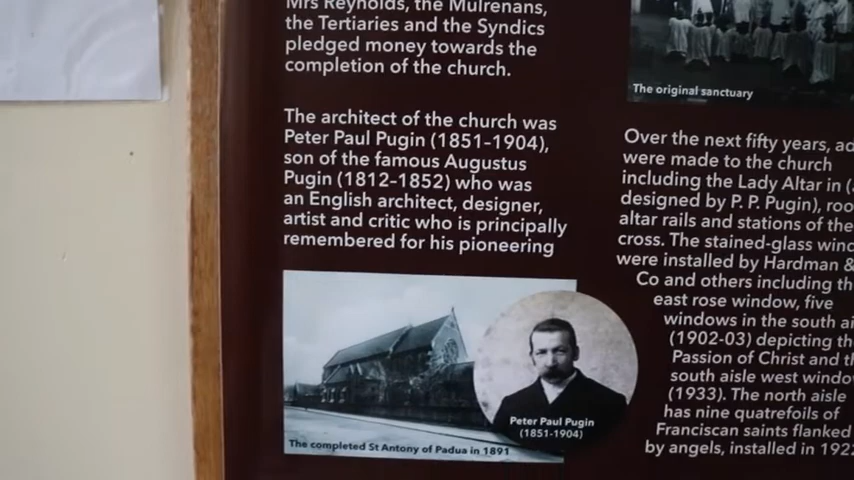 Mrs Reynolds, the Mulrenans,
the Tertiaries and the Syndics
pledged money towards the
completion of the church.
The architect of the church was
Peter Paul Pugin (1851-1904),
son of the famous Augustus
Pugin (1812-1852) who was
an English architect, designer,
artist and critic who is principally
remembered for his pioneering
The completed St Antony of Padua in 1891
Peter Paul Pugin
(1851-1904)
The original sanctuary
Over the next fifty years,
were made to the church
including the Lady Altar in
designed by P. P. Pugin),
altar rails and stations of the
cross. The stained-glass
were installed by Hardman &
Co and others including
east rose window, five
windows in the south
(1902-03) depicting
Passion of Christ and
south aisle west
(1933). The north aisle
has nine quatrefoils of
Franciscan saints flanked
by angels, installed in